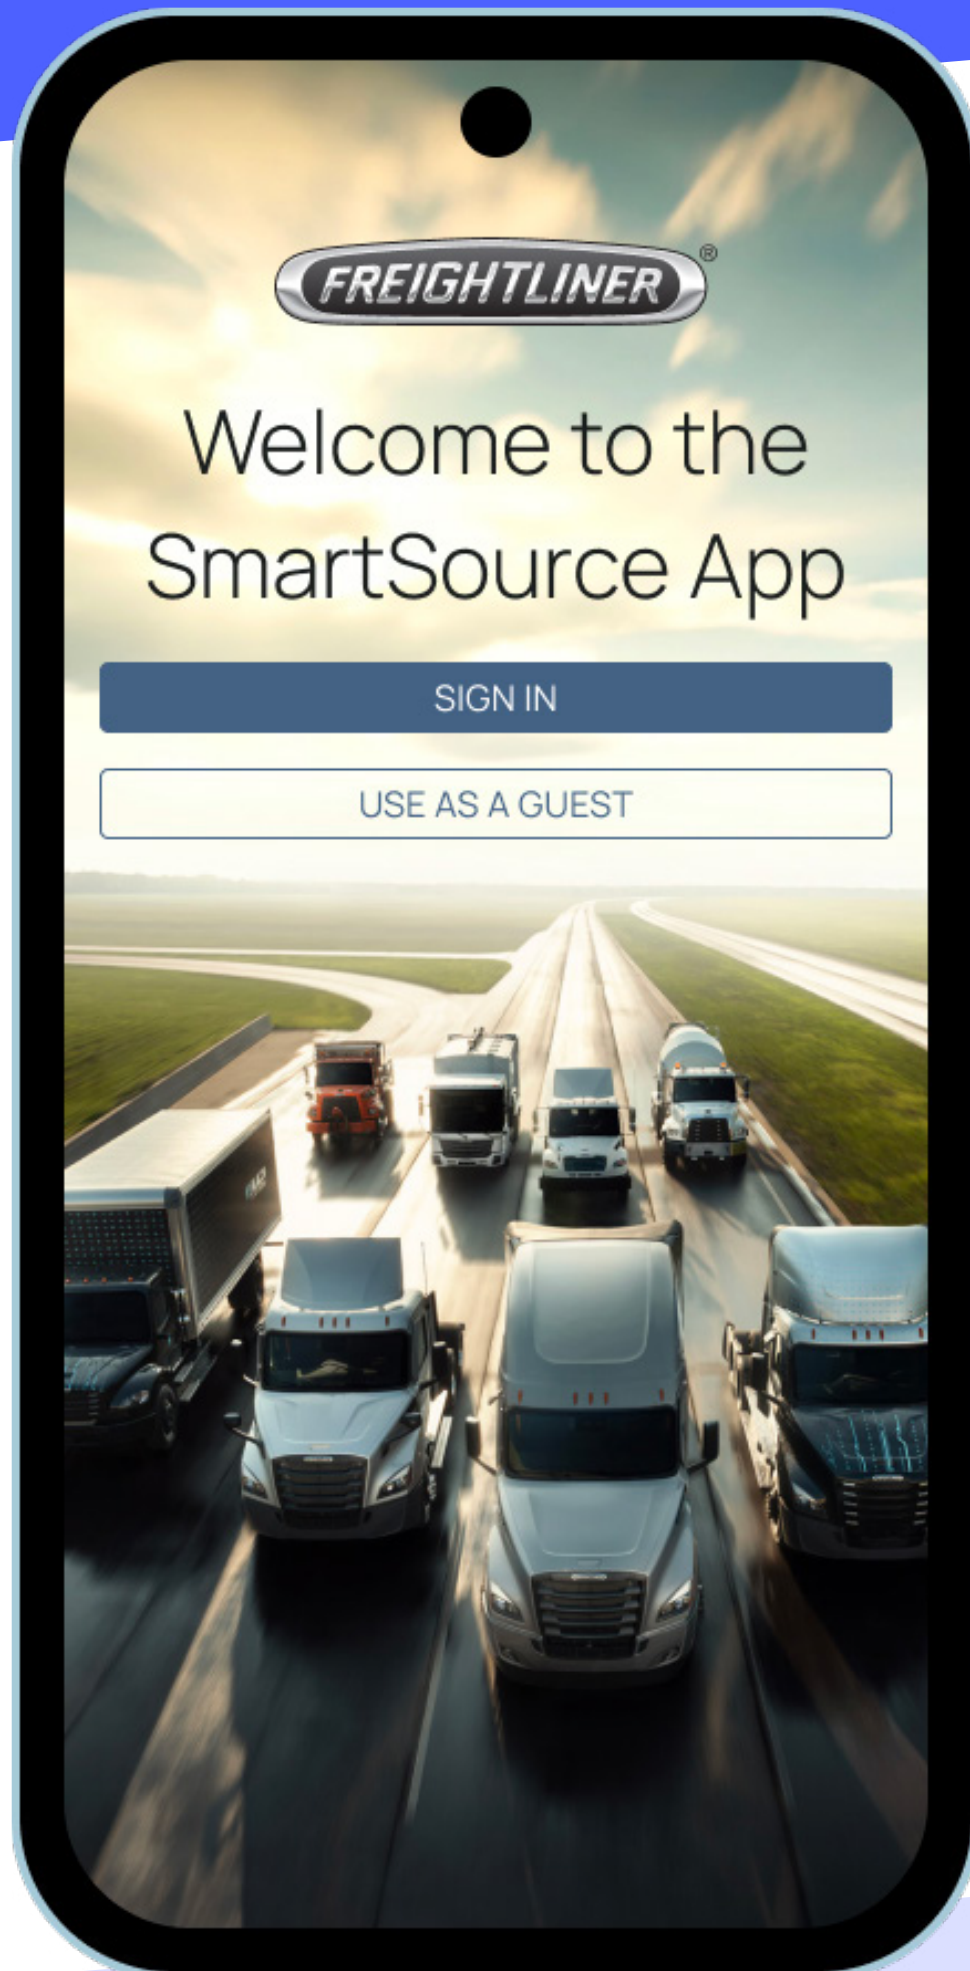 FREIGHTLINER®
Welcome to the
SmartSource App
SIGN IN
USE AS A GUEST